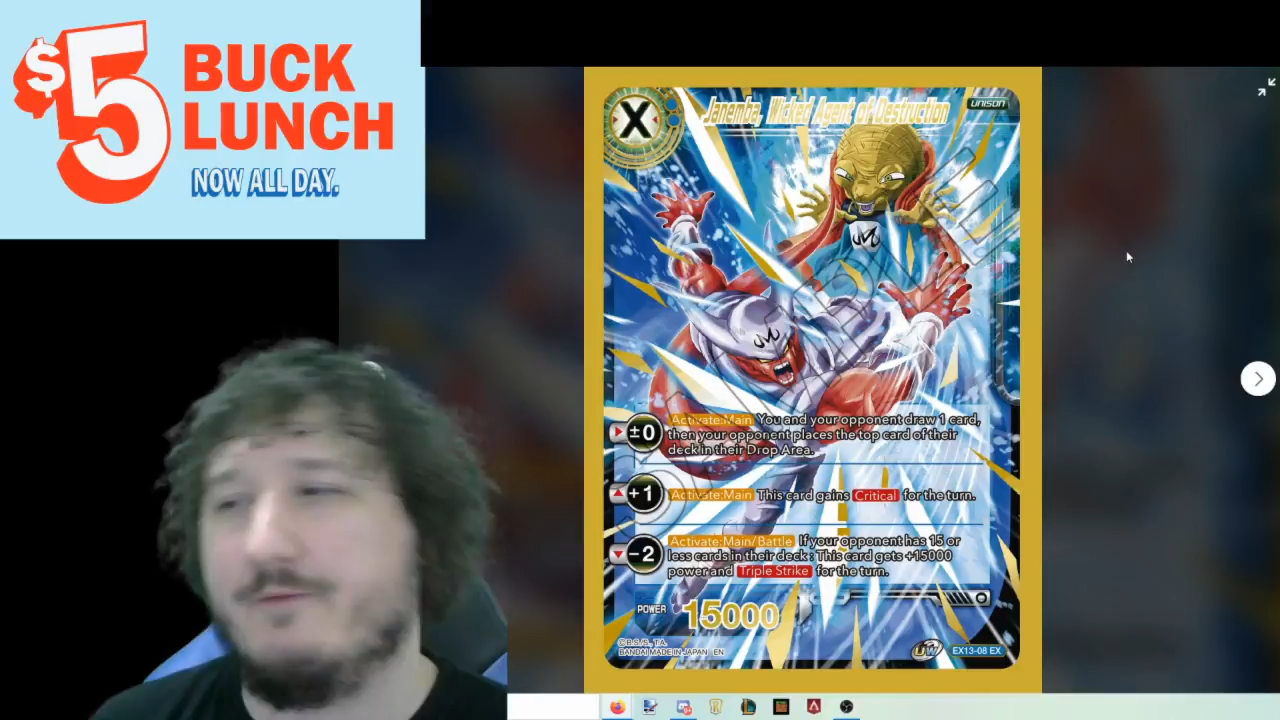 $5 BUCK
LUNCH
NOW ALL DAY.
X
Janemba, Wicked Agent of Destruction
UNISON
±0
Activate:Main You and your opponent draw 1 card,
then your opponent places the top card of their
deck in their Drop Area.
+1
Activate:Main This card gains Critical for the turn.
-2
Activate:Main/Battle If your opponent has 15 or
less cards in their deck : This card gets +15000
power and Triple Strike for the turn.
POWER 15000
©B.S./S., T.A.
BANDAI MADE IN JAPAN EN
UW
EX13-08 EX